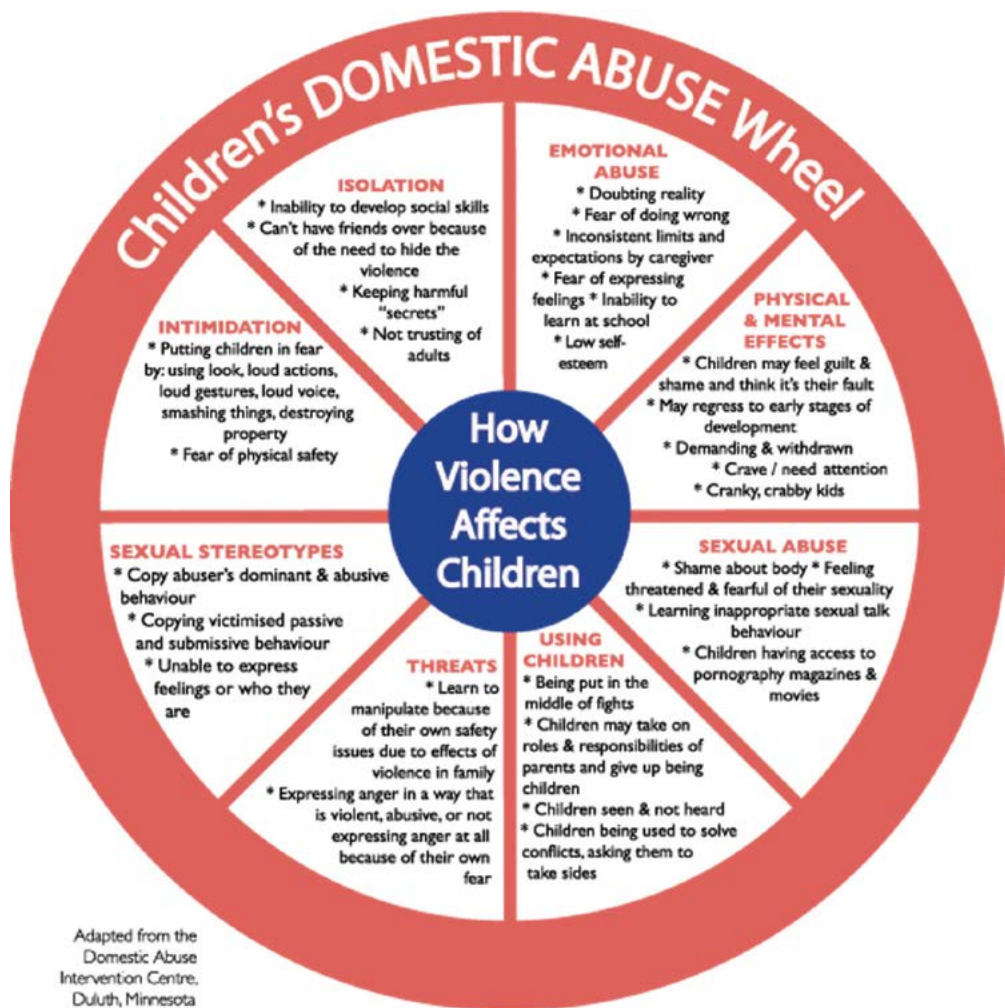 Children's DOMESTIC ABUSE Wheel
EMOTIONAL
ABUSE
* Doubting reality
* Fear of doing wrong
* Inconsistent limits and
expectations by caregiver
* Fear of expressing
feelings * Inability to
learn at school
* Low self-
esteem
PHYSICAL
& MENTAL
EFFECTS
* Children may feel guilt &
shame and think it's their fault
* May regress to early stages of
development
* Demanding & withdrawn
* Crave / need attention
* Cranky, crabby kids
SEXUAL ABUSE
* Shame about body * Feeling
threatened & fearful of their sexuality
* Learning inappropriate sexual talk
behaviour
* Children having access to
pornography magazines &
movies
USING
CHILDREN
* Being put in the
middle of fights
* Children may take on
roles & responsibilities of
parents and give up being
children
* Children seen & not heard
* Children being used to solve
conflicts, asking them to
take sides
THREATS
* Learn to
manipulate because
of their own safety
issues due to effects of
violence in family
* Expressing anger in a way that
is violent, abusive, or not
expressing anger at all
because of their own
fear
SEXUAL STEREOTYPES
* Copy abuser's dominant & abusive
behaviour
* Copying victimised passive
and submissive behaviour
* Unable to express
feelings or who they
are
INTIMIDATION
* Putting children in fear
by: using look, loud actions,
loud gestures, loud voice,
smashing things, destroying
property
* Fear of physical safety
ISOLATION
* Inability to develop social skills
* Can't have friends over because
of the need to hide the
violence
* Keeping harmful
"secrets"
* Not trusting of
adults
How
Violence
Affects
Children
Adapted from the
Domestic Abuse
Intervention Centre,
Duluth, Minnesota